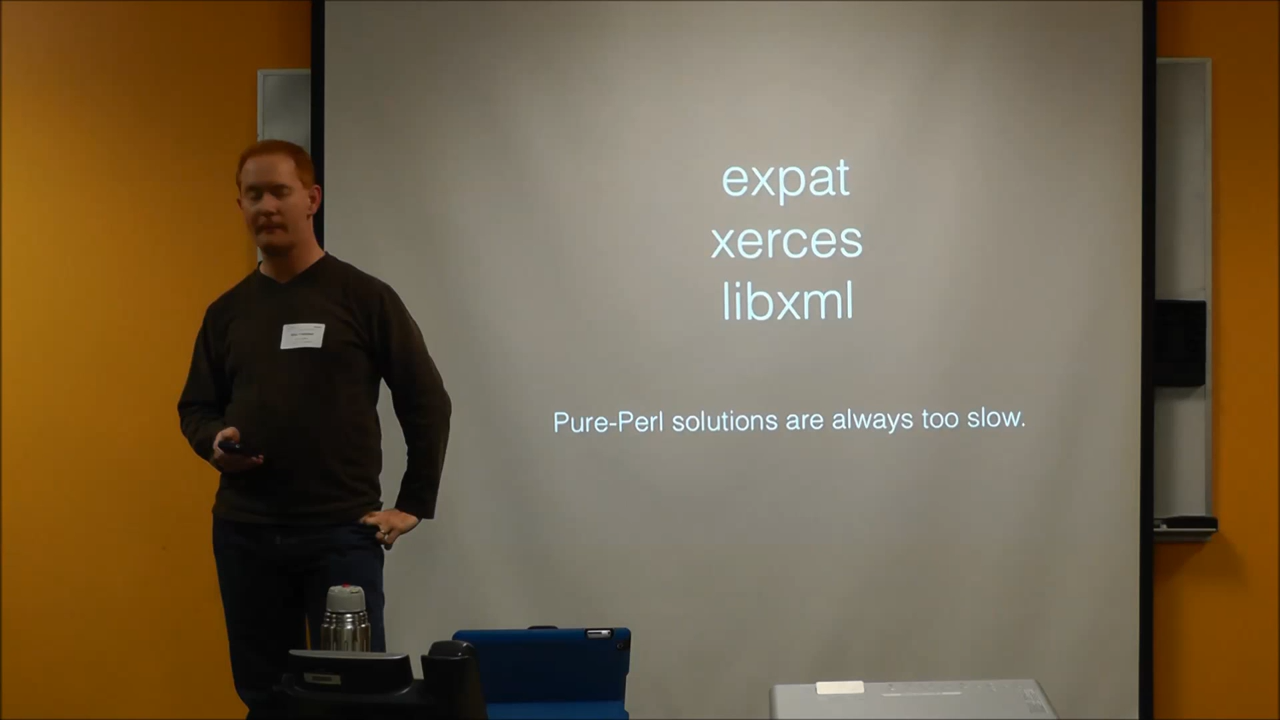 expat
xerces
libxml
Pure-Perl solutions are always too slow.